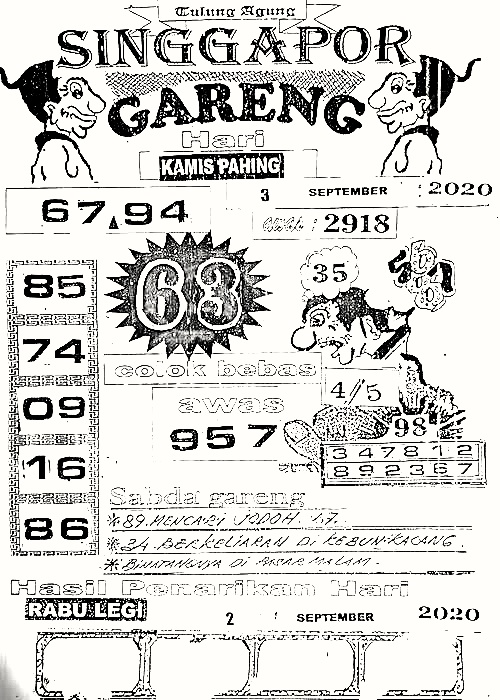 Tulung Agung
SINGGAPOR
GARENG
Hari
KAMIS PAHING
3 SEPTEMBER 2020
67,94
2918
85
74
09
16
86
63
35
colok bebas
4/5
awas
957
98
347812
892367
Sabda gareng
*89. MENCARI JODOH. 1.7.
*34 BERKELIARAN Di KEBUN KACANG.
*BINATANGNYA Di PASAR MALAM.
Hasil Penarikan Hari
RABU LEGI
2 SEPTEMBER 2020